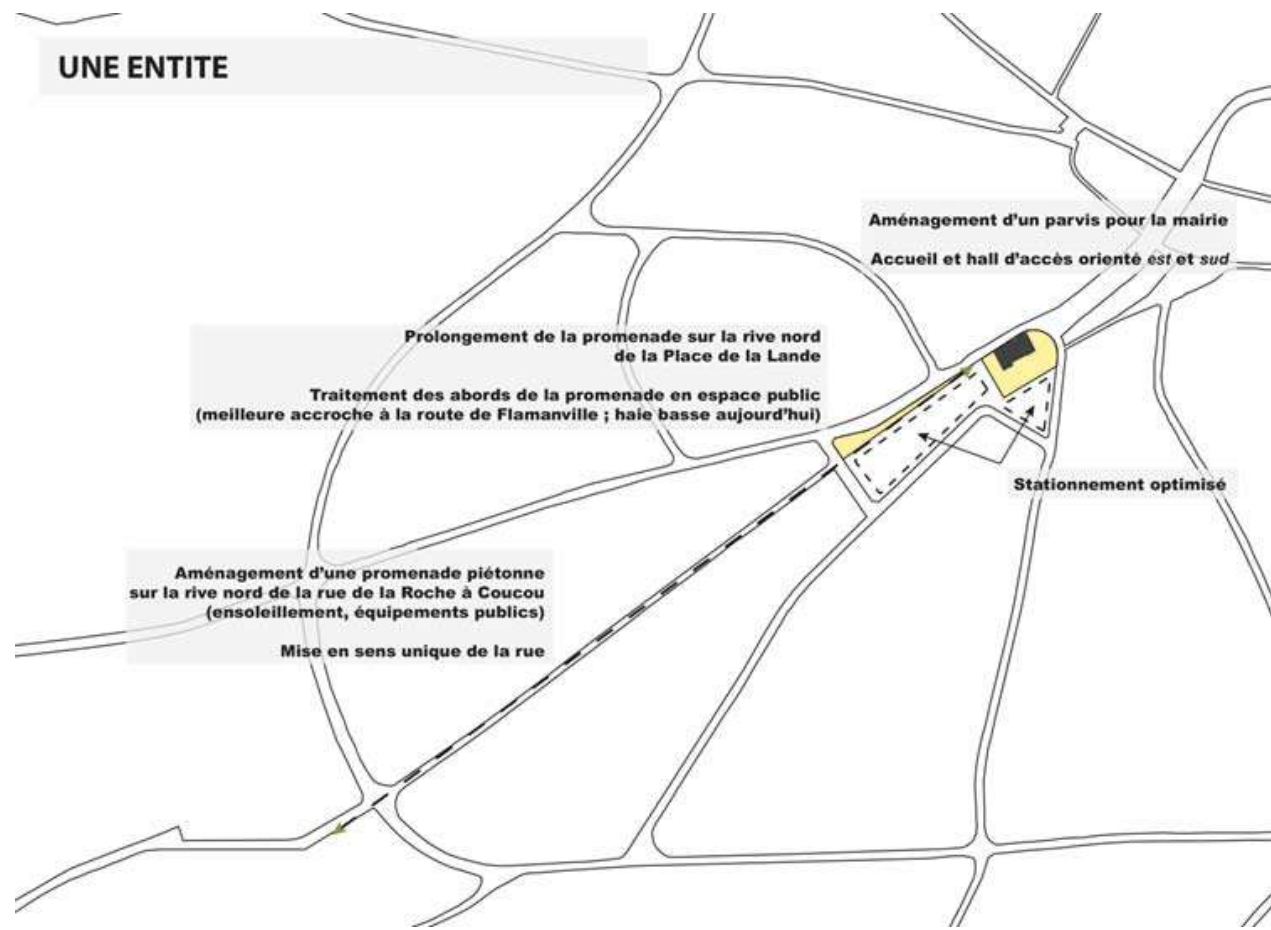 UNE ENTITE
Aménagement d'un parvis pour la mairie
Accueil et hall d'accès orienté est et sud
Prolongement de la promenade sur la rive nord
de la Place de la Lande
Traitement des abords de la promenade en espace public
(meilleure accroche à la route de Flamanville ; haie basse aujourd'hui)
Stationnement optimisé
Aménagement d'une promenade piétonne
sur la rive nord de la rue de la Roche à Coucou
(ensoleillement, équipements publics)
Mise en sens unique de la rue